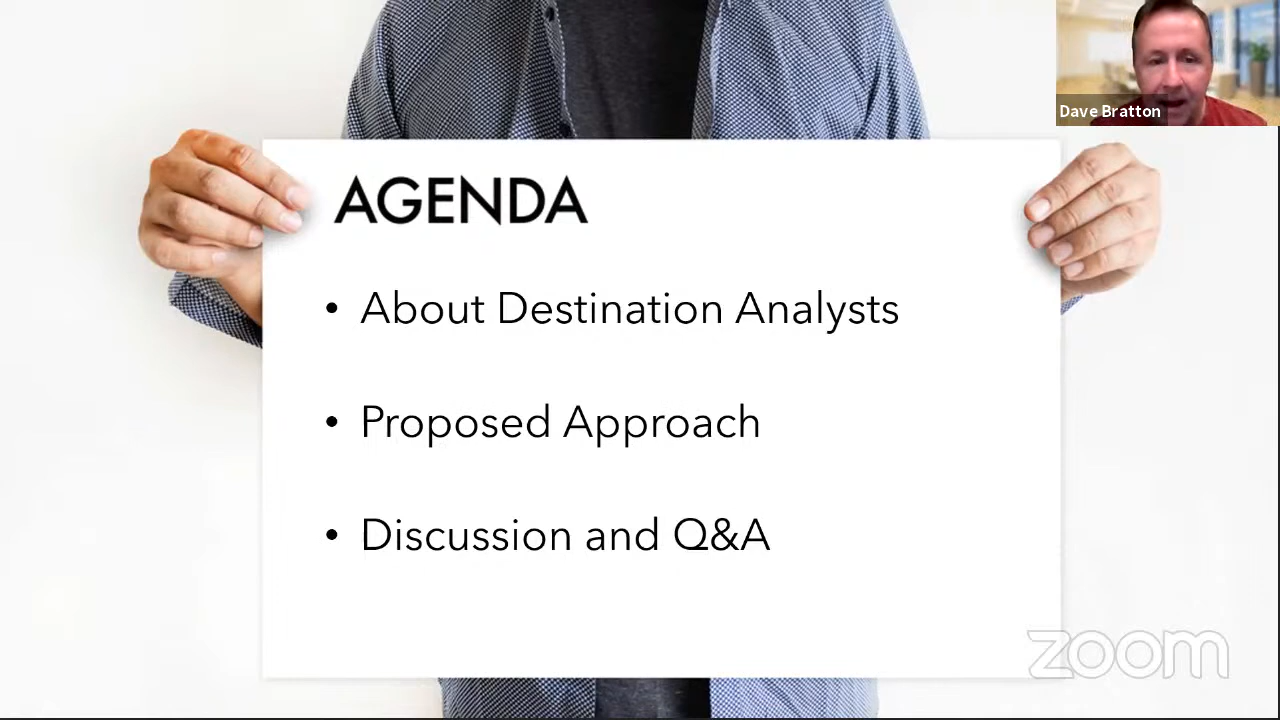 Dave Bratton
AGENDA
• About Destination Analysts
• Proposed Approach
• Discussion and Q&A
zoom